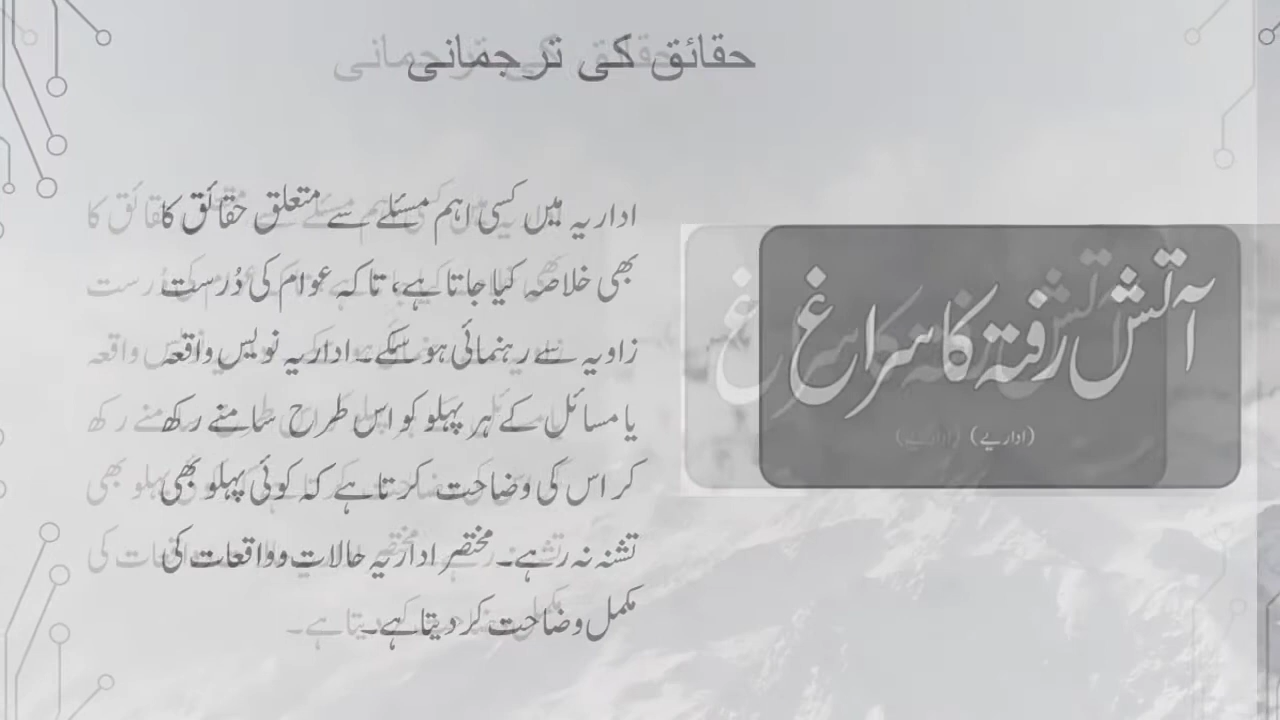 حقائق کی ترجمانی
اداریہ میں کسی اہم مسئلے سے متعلق حقائق کا
بھی خلاصہ کیا جاتا ہے، تاکہ عوام کی دُرست
زاویہ سے رہنمائی ہو سکے۔ اداریہ نویس واقعہ
یا مسائل کے ہر پہلو کو اس طرح سامنے رکھ
کر اس کی وضاحت کرتا ہے کہ کوئی پہلو بھی
تشنہ نہ رہے۔ مختصر اداریہ حالات و واقعات کی
مکمل وضاحت کر دیتا ہے۔
آتش رفتہ کا سراغ
(اداریے)